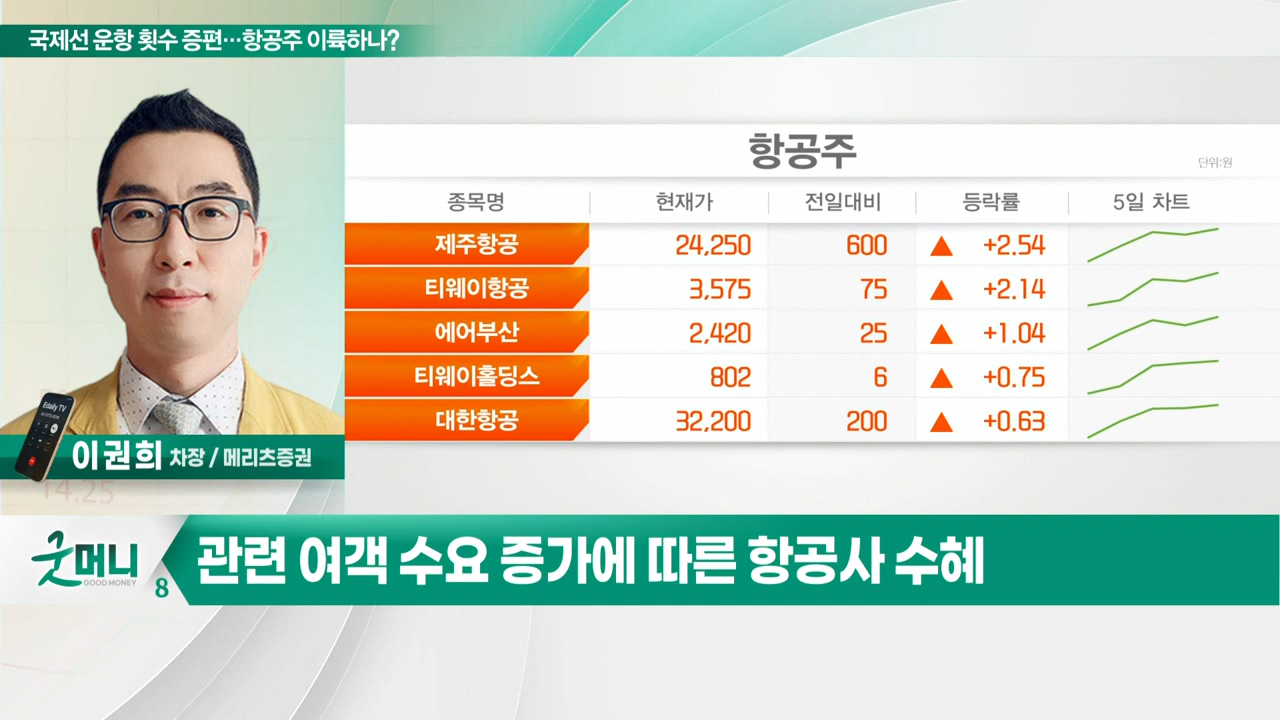 국제선 운항 횟수 증편…항공주 이륙하나?
항공주
단위:원
종목명 현재가 전일대비 등락률 5일 차트
제주항공 24,250 600 ▲ +2.54
티웨이항공 3,575 75 ▲ +2.14
에어부산 2,420 25 ▲ +1.04
티웨이홀딩스 802 6 ▲ +0.75
대한항공 32,200 200 ▲ +0.63
Edaily TV
이권희 차장 / 메리츠증권
14.25
굿머니
GOOD MONEY
8
관련 여객 수요 증가에 따른 항공사 수혜